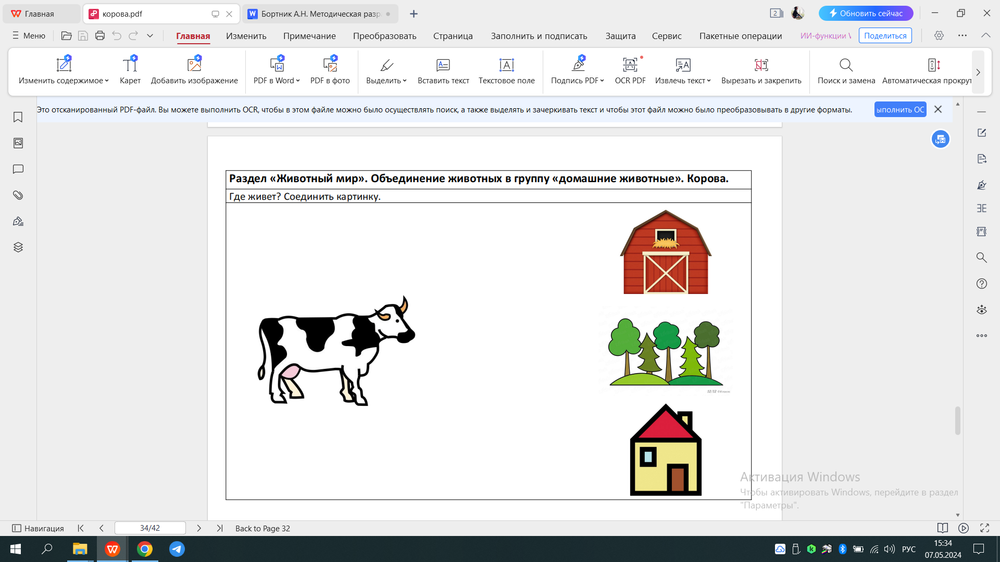 Главная
корова.pdf
Бортник А.Н. Методическая разр
2
Обновить сейчас
Меню
Главная
Изменить
Примечание
Преобразовать
Страница
Заполнить и подписать
Защита
Сервис
Пакетные операции
ИИ-функции
Поделиться
Изменить содержимое
Карет
Добавить изображение
PDF в Word
PDF в фото
Выделить
Вставить текст
Текстовое поле
Подпись PDF
OCR PDF
Извлечь текст
Вырезать и закрепить
Поиск и замена
Автоматическая прокрут
Это отсканированный PDF-файл. Вы можете выполнить OCR, чтобы в этом файле можно было осуществлять поиск, а также выделять и зачеркивать текст и чтобы этот файл можно было преобразовывать в другие форматы.
ыполнить ОС
Раздел «Животный мир». Объединение животных в группу «домашние животные». Корова.
Где живет? Соединить картинку.
12/12
Активация Windows
Чтобы активировать Windows, перейдите в раздел
"Параметры".
Навигация
34/42
Back to Page 32
РУС
15:34
07.05.2024